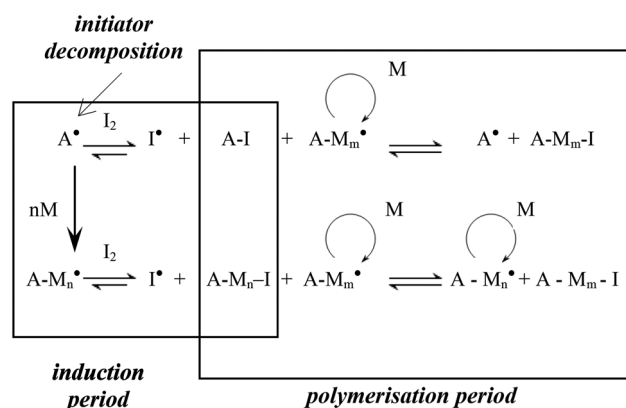 initiator
decomposition
M
I₂
A• I• + A-I + A-Mₘ• A• + A-Mₘ-I
nM
M M
I₂
A-Mₙ• I• + A-Mₙ–I + A-Mₘ• A - Mₙ• + A - Mₘ - I
induction
period
polymerisation period